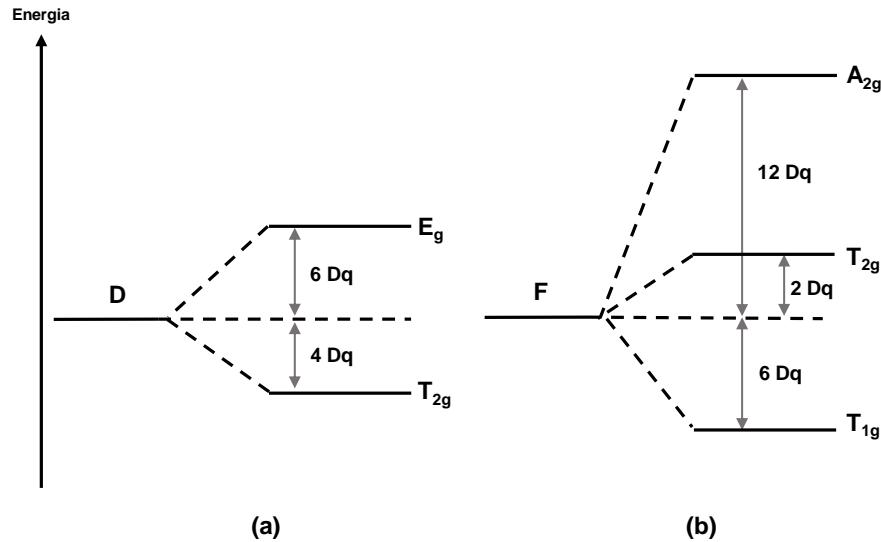 Energia
D
E_g
6 Dq
4 Dq
T_2g
(a)
F
A_2g
12 Dq
T_2g
2 Dq
6 Dq
T_1g
(b)